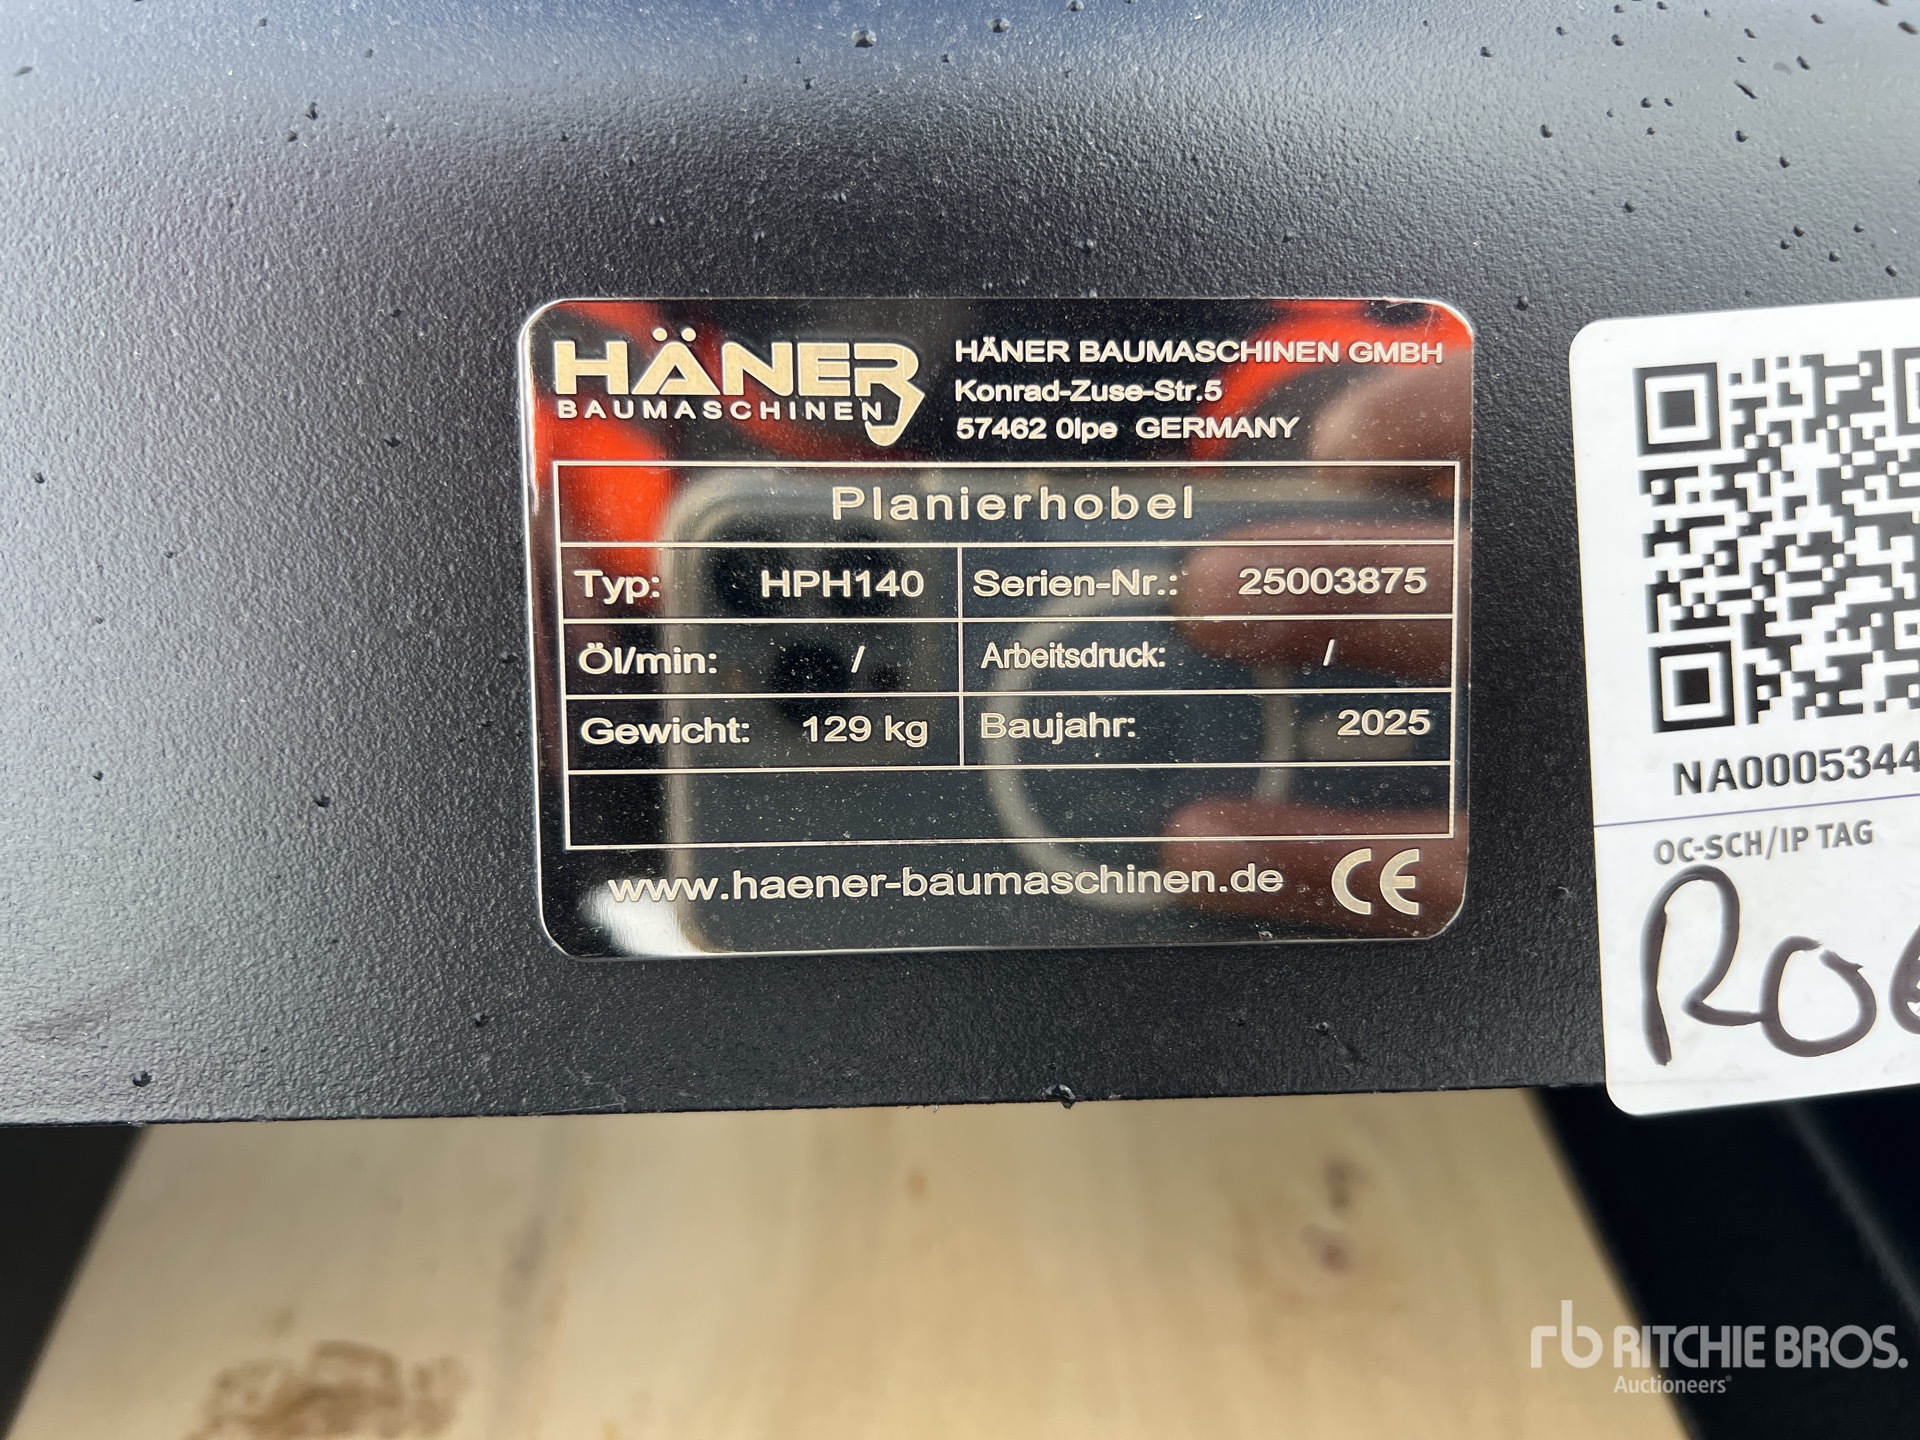 HÄNER
BAUMASCHINEN
HÄNER BAUMASCHINEN GMBH
Konrad-Zuse-Str.5
57462 Olpe GERMANY
Planierhobel
Typ: HPH140 Serien-Nr.: 25003875
Öl/min: / Arbeitsdruck: /
Gewicht: 129 kg Baujahr: 2025
www.haener-baumaschinen.de CE
NA0005344
OC-SCH/IP TAG
rb RITCHIE BROS.
Auctioneers®